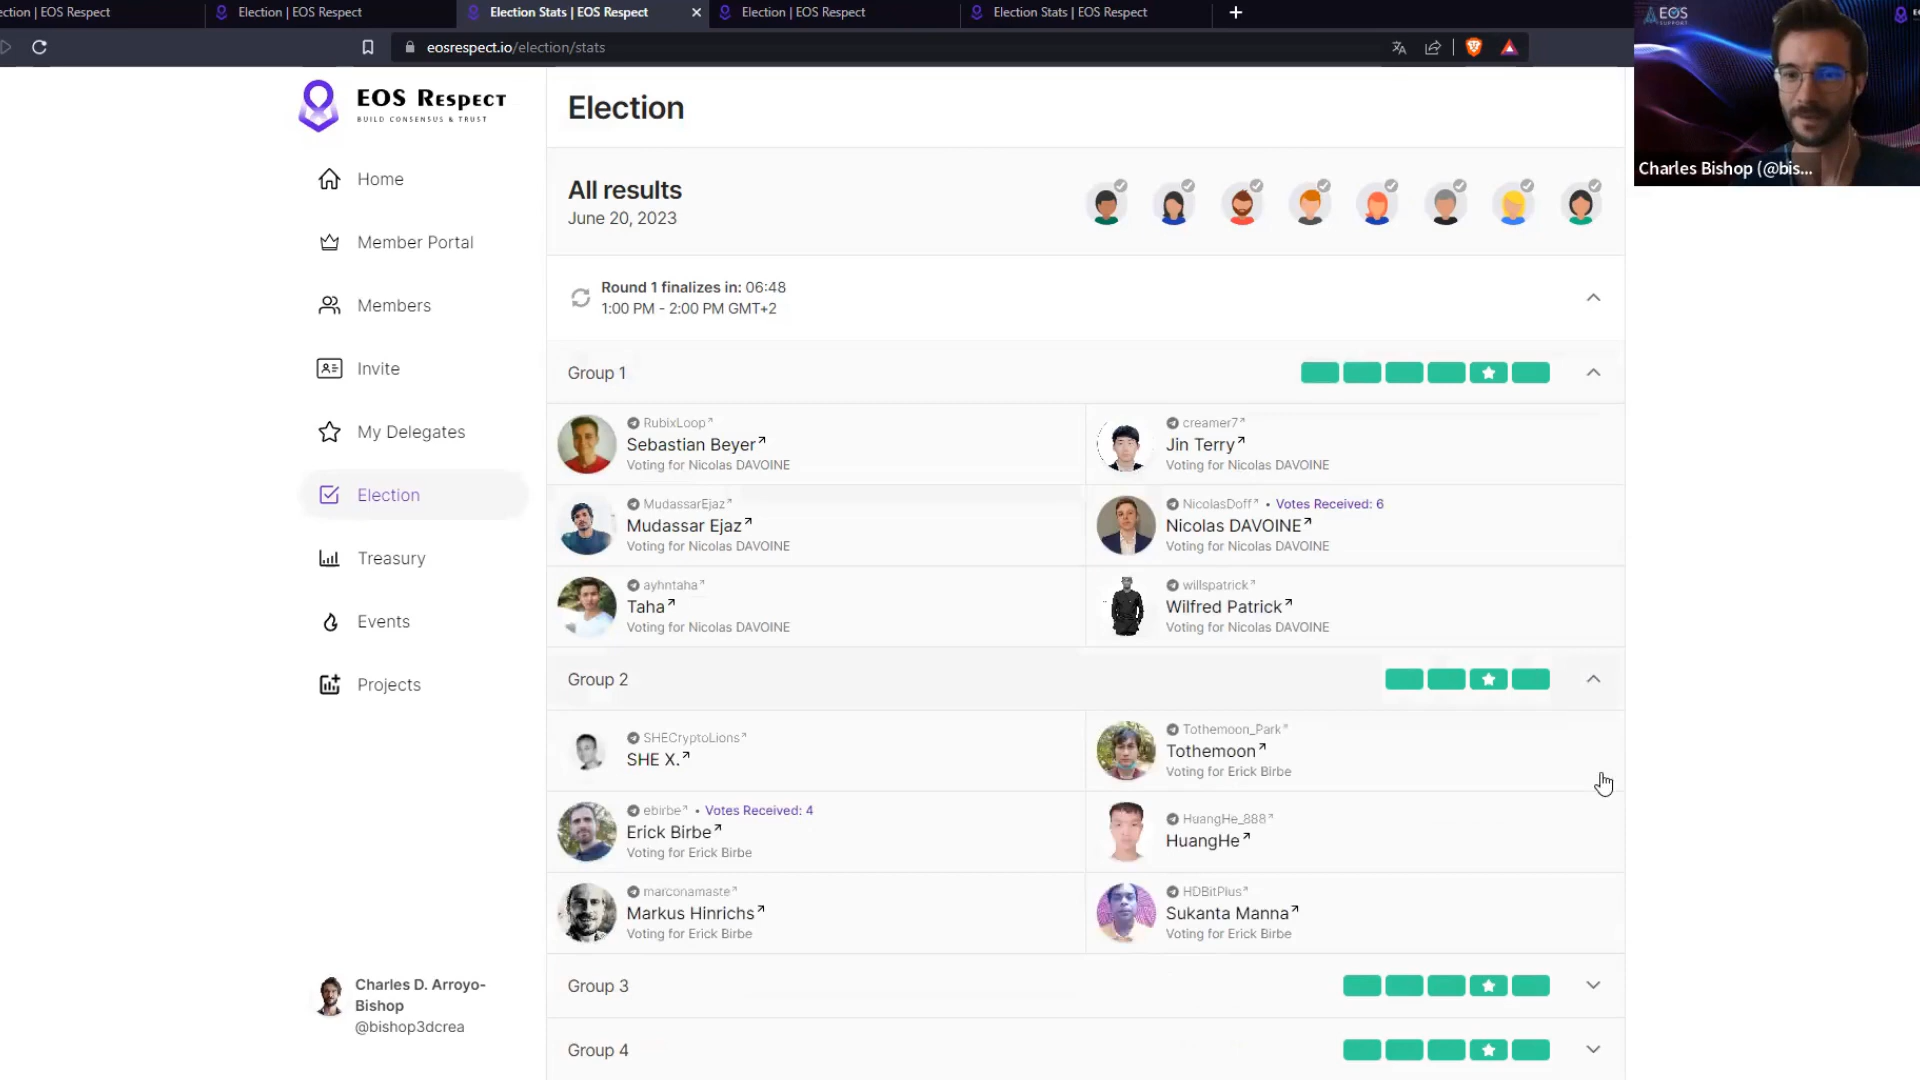 ection | EOS Respect
Election | EOS Respect
Election Stats | EOS Respect
Election | EOS Respect
Election Stats | EOS Respect
eosrespect.io/election/stats
EOS RESPECT
BUILD CONSENSUS & TRUST
Home
Member Portal
Members
Invite
My Delegates
Election
Treasury
Events
Projects
Charles D. Arroyo-
Bishop
@bishop3dcrea
Election
All results
June 20, 2023
Round 1 finalizes in: 06:48
1:00 PM - 2:00 PM GMT+2
Group 1
RubixLoop
Sebastian Beyer
Voting for Nicolas DAVOINE
creamer7
Jin Terry
Voting for Nicolas DAVOINE
MudassarEjaz
Mudassar Ejaz
Voting for Nicolas DAVOINE
NicolasDoff • Votes Received: 6
Nicolas DAVOINE
Voting for Nicolas DAVOINE
ayhntaha
Taha
Voting for Nicolas DAVOINE
willspatrick
Wilfred Patrick
Voting for Nicolas DAVOINE
Group 2
SHECryptoLions
SHE X.
Tothemoon_Park
Tothemoon
Voting for Erick Birbe
ebirbe • Votes Received: 4
Erick Birbe
Voting for Erick Birbe
HuangHe_888
HuangHe
marconamaste
Markus Hinrichs
Voting for Erick Birbe
HDBitPlus
Sukanta Manna
Voting for Erick Birbe
Group 3
Group 4
EOS
SUPPORT
Charles Bishop (@bis...